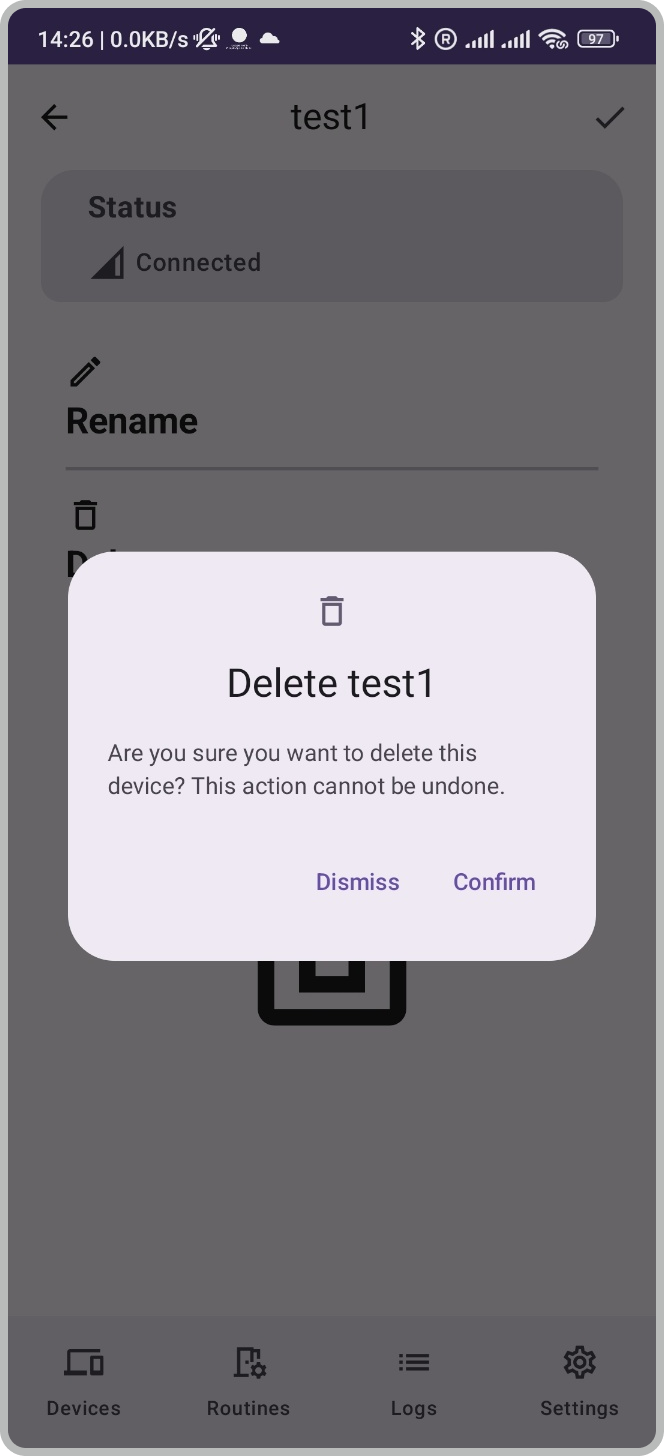 14:26 | 0.0KB/s
97
test1
Status
Connected
Rename
Delete test1
Are you sure you want to delete this
device? This action cannot be undone.
Dismiss Confirm
Devices Routines Logs Settings